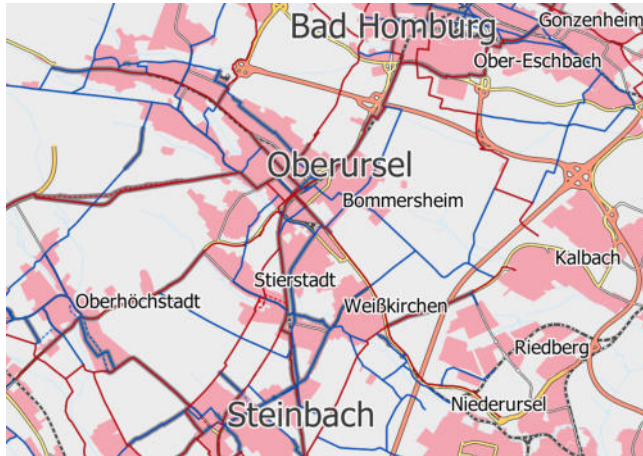 Bad Homburg
Gonzenheim
Ober-Eschbach
Oberursel
Bommersheim
Kalbach
Stierstadt
Oberhöchstadt
Weißkirchen
Riedberg
Niederursel
Steinbach